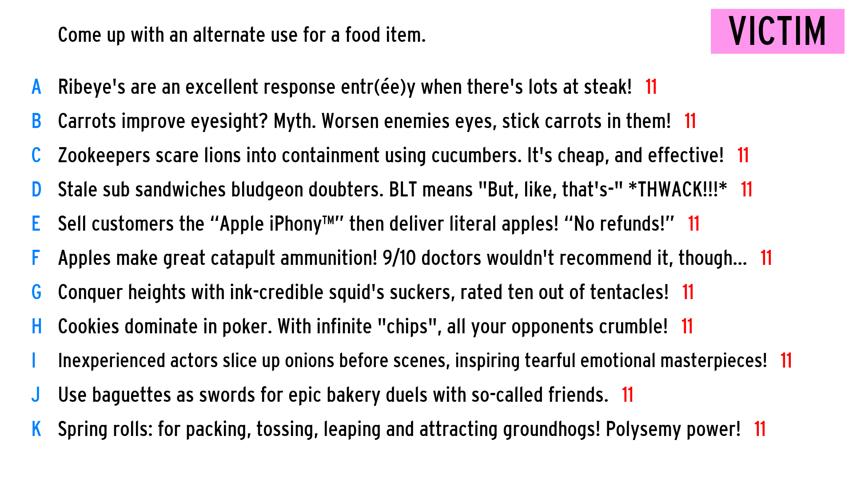 Come up with an alternate use for a food item.
VICTIM
A Ribeye's are an excellent response entr(ée)y when there's lots at steak! 11
B Carrots improve eyesight? Myth. Worsen enemies eyes, stick carrots in them! 11
C Zookeepers scare lions into containment using cucumbers. It's cheap, and effective! 11
D Stale sub sandwiches bludgeon doubters. BLT means "But, like, that's-" *THWACK!!!* 11
E Sell customers the “Apple iPhony™” then deliver literal apples! “No refunds!” 11
F Apples make great catapult ammunition! 9/10 doctors wouldn't recommend it, though... 11
G Conquer heights with ink-credible squid's suckers, rated ten out of tentacles! 11
H Cookies dominate in poker. With infinite "chips", all your opponents crumble! 11
I Inexperienced actors slice up onions before scenes, inspiring tearful emotional masterpieces! 11
J Use baguettes as swords for epic bakery duels with so-called friends. 11
K Spring rolls: for packing, tossing, leaping and attracting groundhogs! Polysemy power! 11